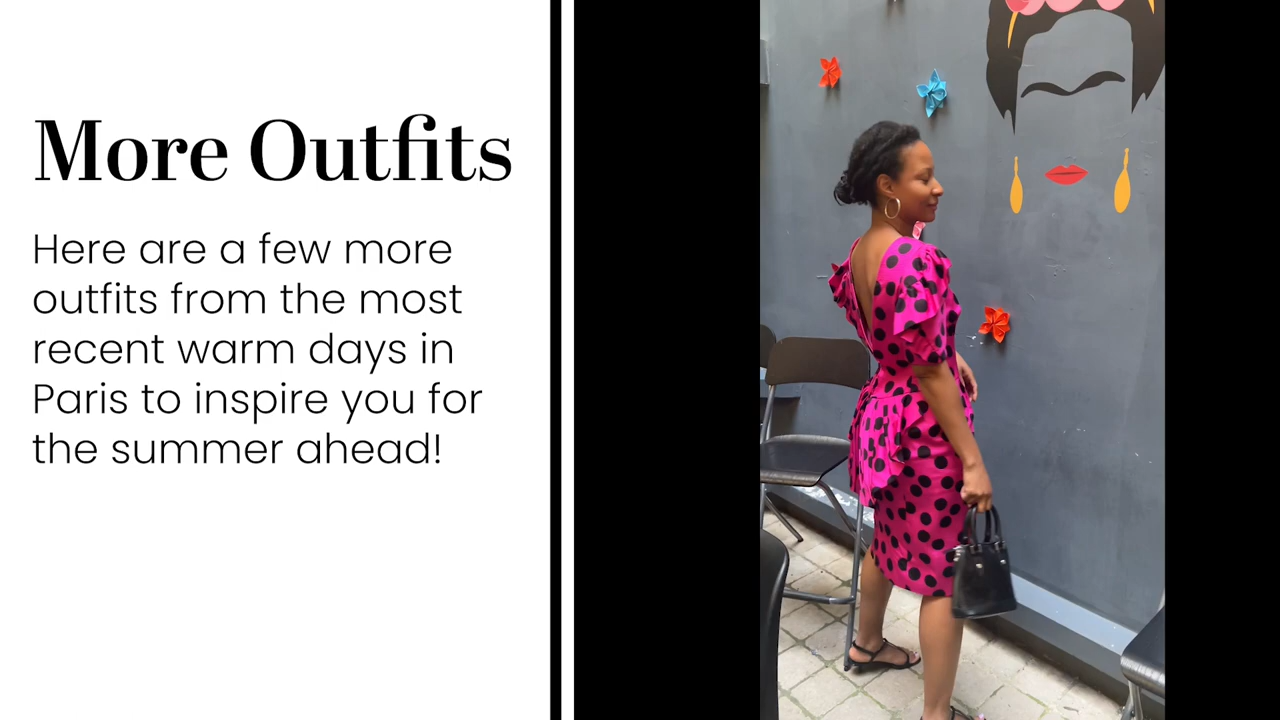 More Outfits
Here are a few more
outfits from the most
recent warm days in
Paris to inspire you for
the summer ahead!